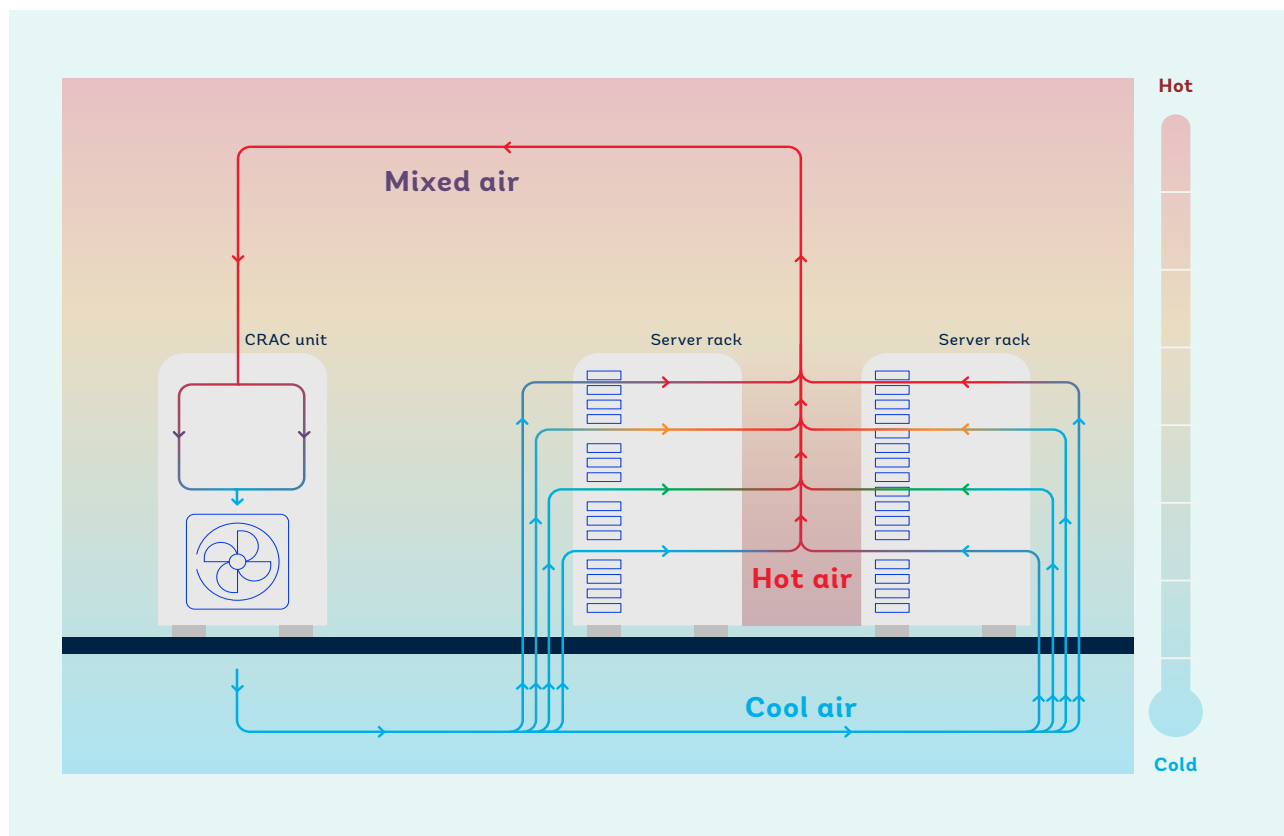 Hot
Mixed air
CRAC unit
Server rack
Server rack
Hot air
Cool air
Cold